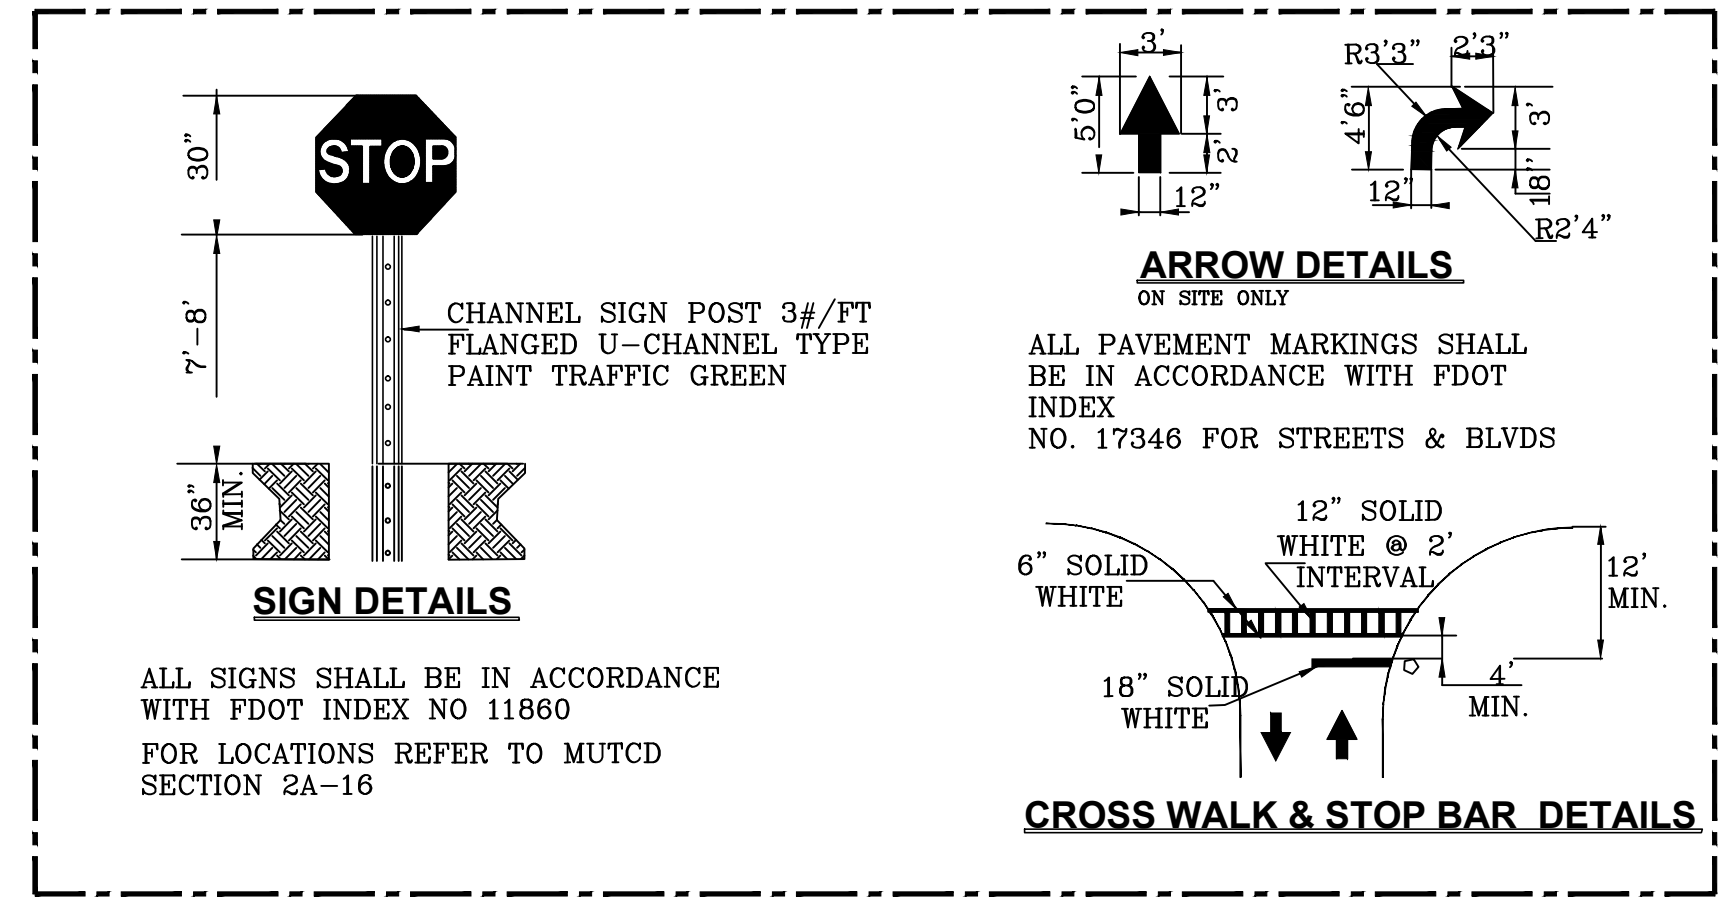 STOP
30"
7'-8'
36"
MIN.
CHANNEL SIGN POST 3#/FT
FLANGED U-CHANNEL TYPE
PAINT TRAFFIC GREEN
SIGN DETAILS
ALL SIGNS SHALL BE IN ACCORDANCE
WITH FDOT INDEX NO 11860
FOR LOCATIONS REFER TO MUTCD
SECTION 2A-16
3'
5'0"
3'
2'
12"
R3'3"
2'3"
4'6"
3'
12"
18"
R2'4"
ARROW DETAILS
ON SITE ONLY
ALL PAVEMENT MARKINGS SHALL
BE IN ACCORDANCE WITH FDOT
INDEX
NO. 17346 FOR STREETS & BLVDS
12" SOLID
WHITE @ 2'
INTERVAL
6" SOLID
WHITE
12'
MIN.
18" SOLID
WHITE
4'
MIN.
CROSS WALK & STOP BAR DETAILS